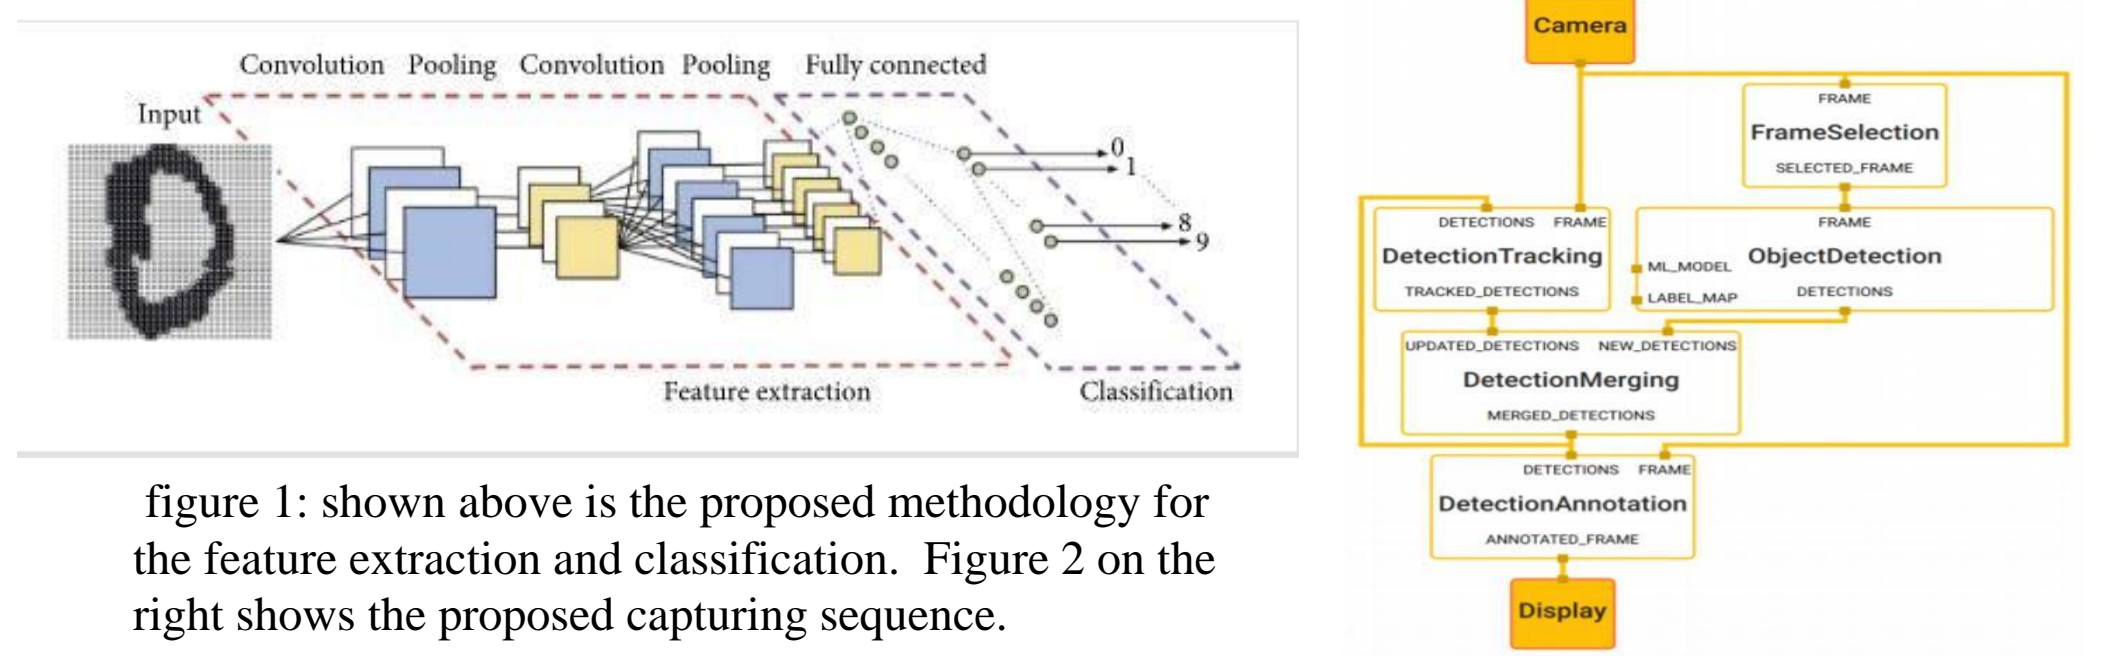 Convolution Pooling Convolution Pooling Fully connected
Input
0
1
8
9
Feature extraction
Classification
figure 1: shown above is the proposed methodology for
the feature extraction and classification. Figure 2 on the
right shows the proposed capturing sequence.
Camera
FRAME
FrameSelection
SELECTED_FRAME
DETECTIONS FRAME
DetectionTracking
TRACKED_DETECTIONS
FRAME
ObjectDetection
ML_MODEL
LABEL_MAP
DETECTIONS
UPDATED_DETECTIONS NEW_DETECTIONS
DetectionMerging
MERGED_DETECTIONS
DETECTIONS FRAME
DetectionAnnotation
ANNOTATED_FRAME
Display